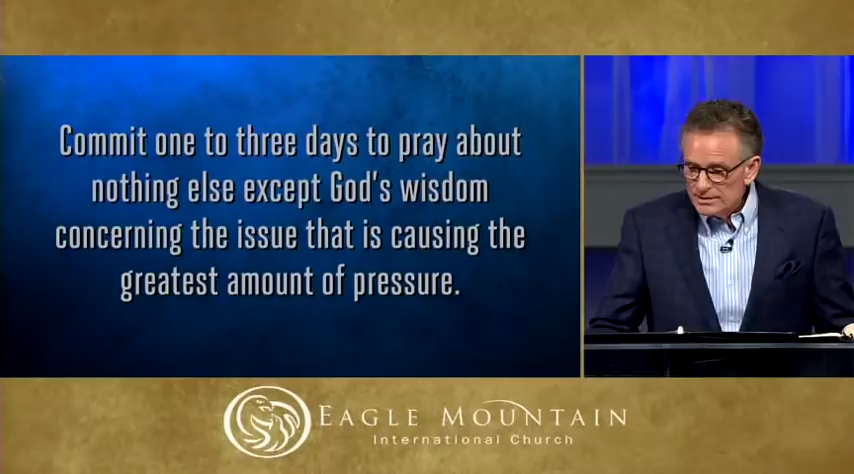 Commit one to three days to pray about
nothing else except God's wisdom
concerning the issue that is causing the
greatest amount of pressure.
EAGLE MOUNTAIN
International Church